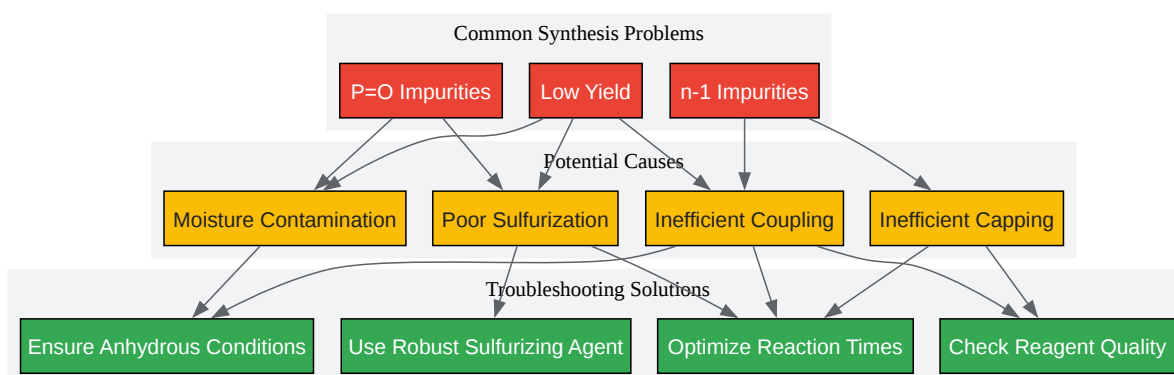 Common Synthesis Problems
P=O Impurities
Low Yield
n-1 Impurities
Potential Causes
Moisture Contamination
Poor Sulfurization
Inefficient Coupling
Inefficient Capping
Troubleshooting Solutions
Ensure Anhydrous Conditions
Use Robust Sulfurizing Agent
Optimize Reaction Times
Check Reagent Quality